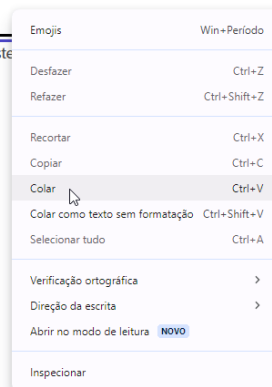 Emojis Win+Período
Desfazer Ctrl+Z
Refazer Ctrl+Shift+Z
Recortar Ctrl+X
Copiar Ctrl+C
Colar Ctrl+V
Colar como texto sem formatação Ctrl+Shift+V
Selecionar tudo Ctrl+A
Verificação ortográfica
Direção da escrita
Abrir no modo de leitura NOVO
Inspecionar